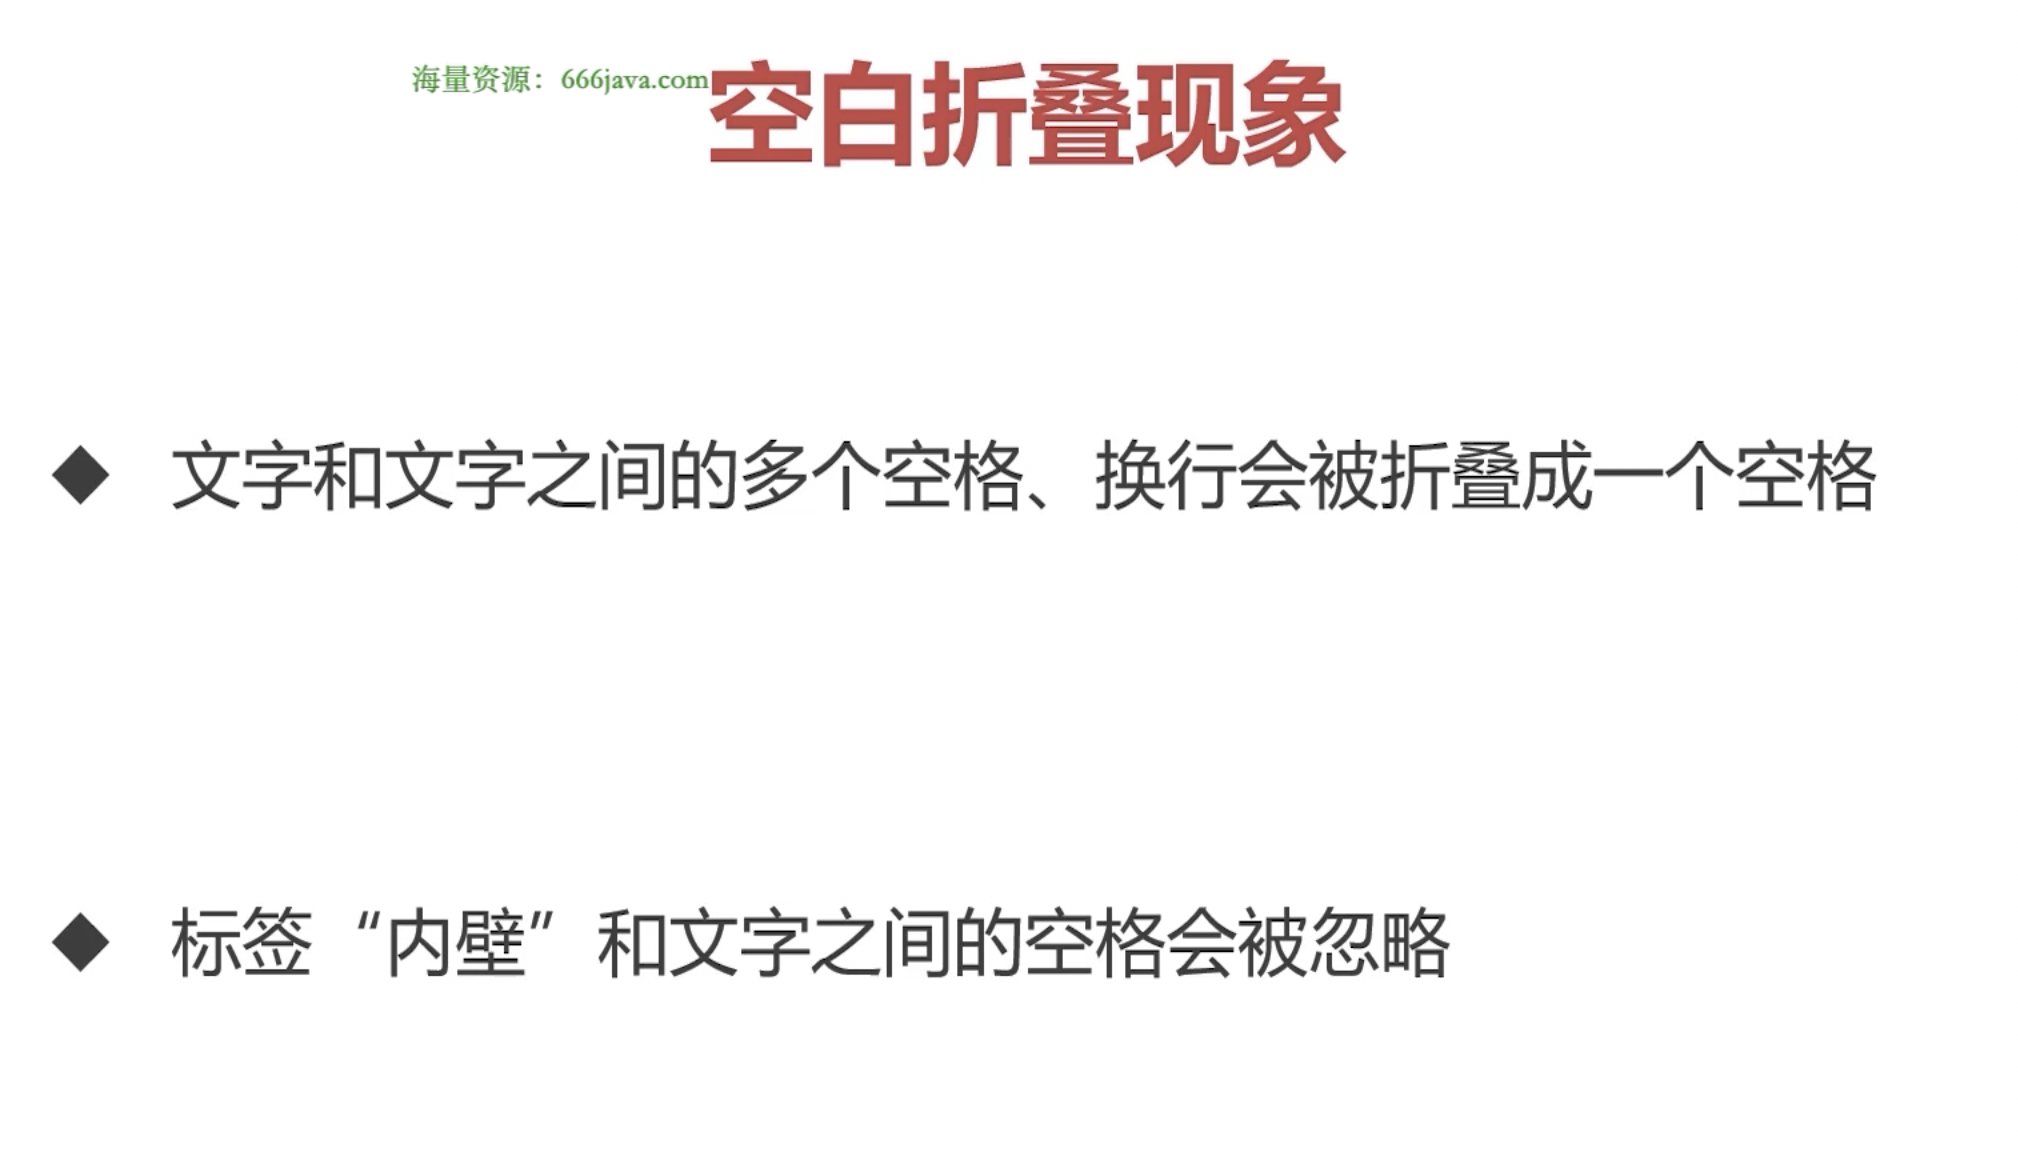 海量资源：666java.com
空白折叠现象
◆ 文字和文字之间的多个空格、换行会被折叠成一个空格
◆ 标签“内壁”和文字之间的空格会被忽略